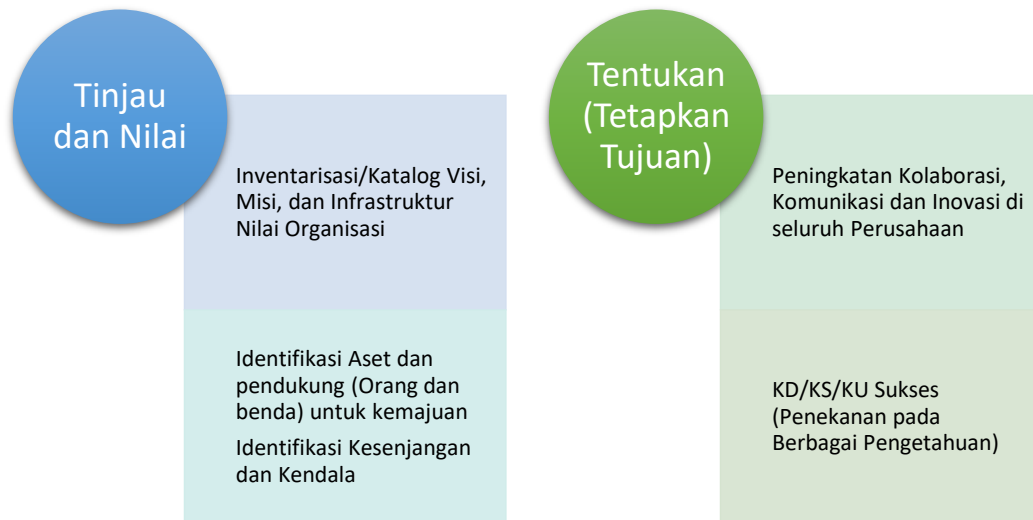 Tinjau
dan Nilai
Inventarisasi/Katalog Visi,
Misi, dan Infrastruktur
Nilai Organisasi
Identifikasi Aset dan
pendukung (Orang dan
benda) untuk kemajuan
Identifikasi Kesenjangan
dan Kendala
Tentukan
(Tetapkan
Tujuan)
Peningkatan Kolaborasi,
Komunikasi dan Inovasi di
seluruh Perusahaan
KD/KS/KU Sukses
(Penekanan pada
Berbagai Pengetahuan)